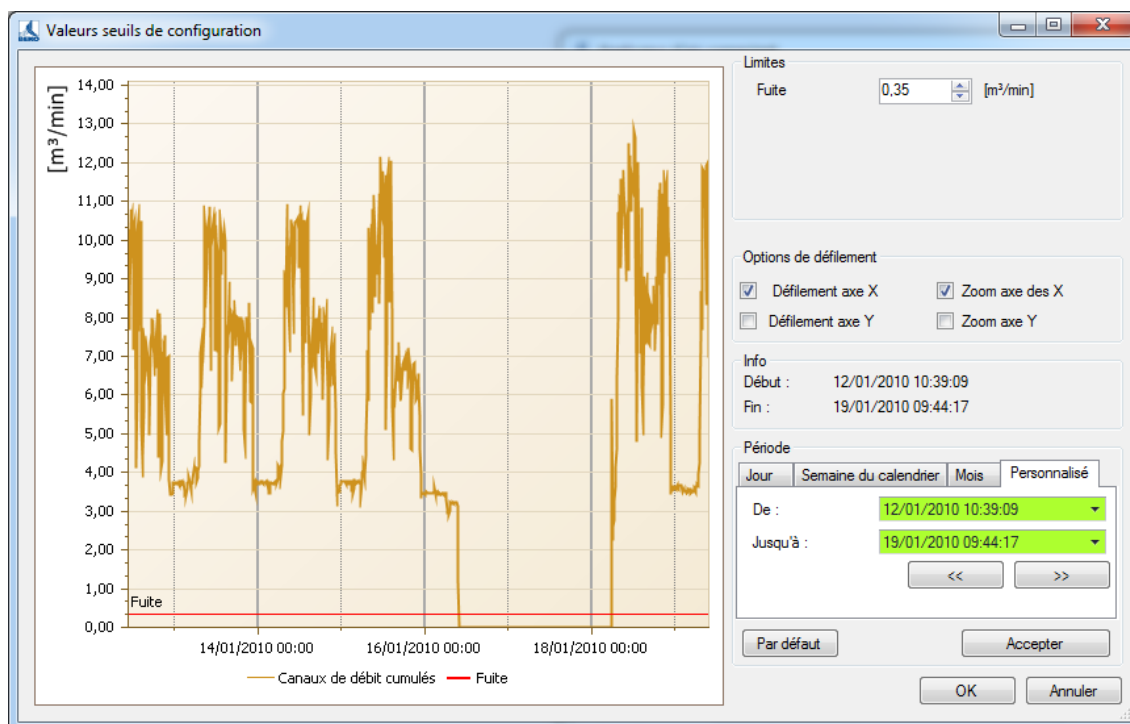 Valeurs seuils de configuration
[m³/min]
14,00
13,00
12,00
11,00
10,00
9,00
8,00
7,00
6,00
5,00
4,00
3,00
2,00
1,00
0,00
Fuite
14/01/2010 00:00 16/01/2010 00:00 18/01/2010 00:00
Canaux de débit cumulés Fuite
Limites
Fuite 0,35 [m³/min]
Options de défilement
Défilement axe X Zoom axe des X
Défilement axe Y Zoom axe Y
Info
Début : 12/01/2010 10:39:09
Fin : 19/01/2010 09:44:17
Période
Jour Semaine du calendrier Mois Personnalisé
De : 12/01/2010 10:39:09
Jusqu'à : 19/01/2010 09:44:17
<< >>
Par défaut Accepter
OK Annuler